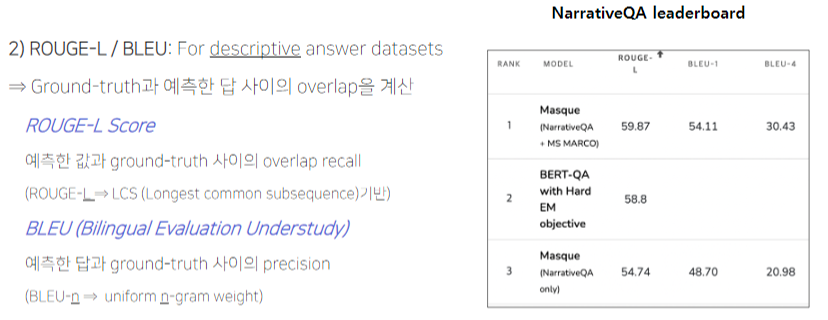 NarrativeQA leaderboard
2) ROUGE-L / BLEU: For descriptive answer datasets
⇒ Ground-truth과 예측한 답 사이의 overlap을 계산
ROUGE-L Score
예측한 값과 ground-truth 사이의 overlap recall
(ROUGE-L ⇒ LCS (Longest common subsequence)기반)
BLEU (Bilingual Evaluation Understudy)
예측한 답과 ground-truth 사이의 precision
(BLEU-n ⇒ uniform n-gram weight)
RANK MODEL ROUGE-L ↑ BLEU-1 BLEU-4
Masque
1 (NarrativeQA 59.87 54.11 30.43
+ MS MARCO)
BERT-QA
with Hard
2 EM 58.8
objective
Masque
3 (NarrativeQA 54.74 48.70 20.98
only)